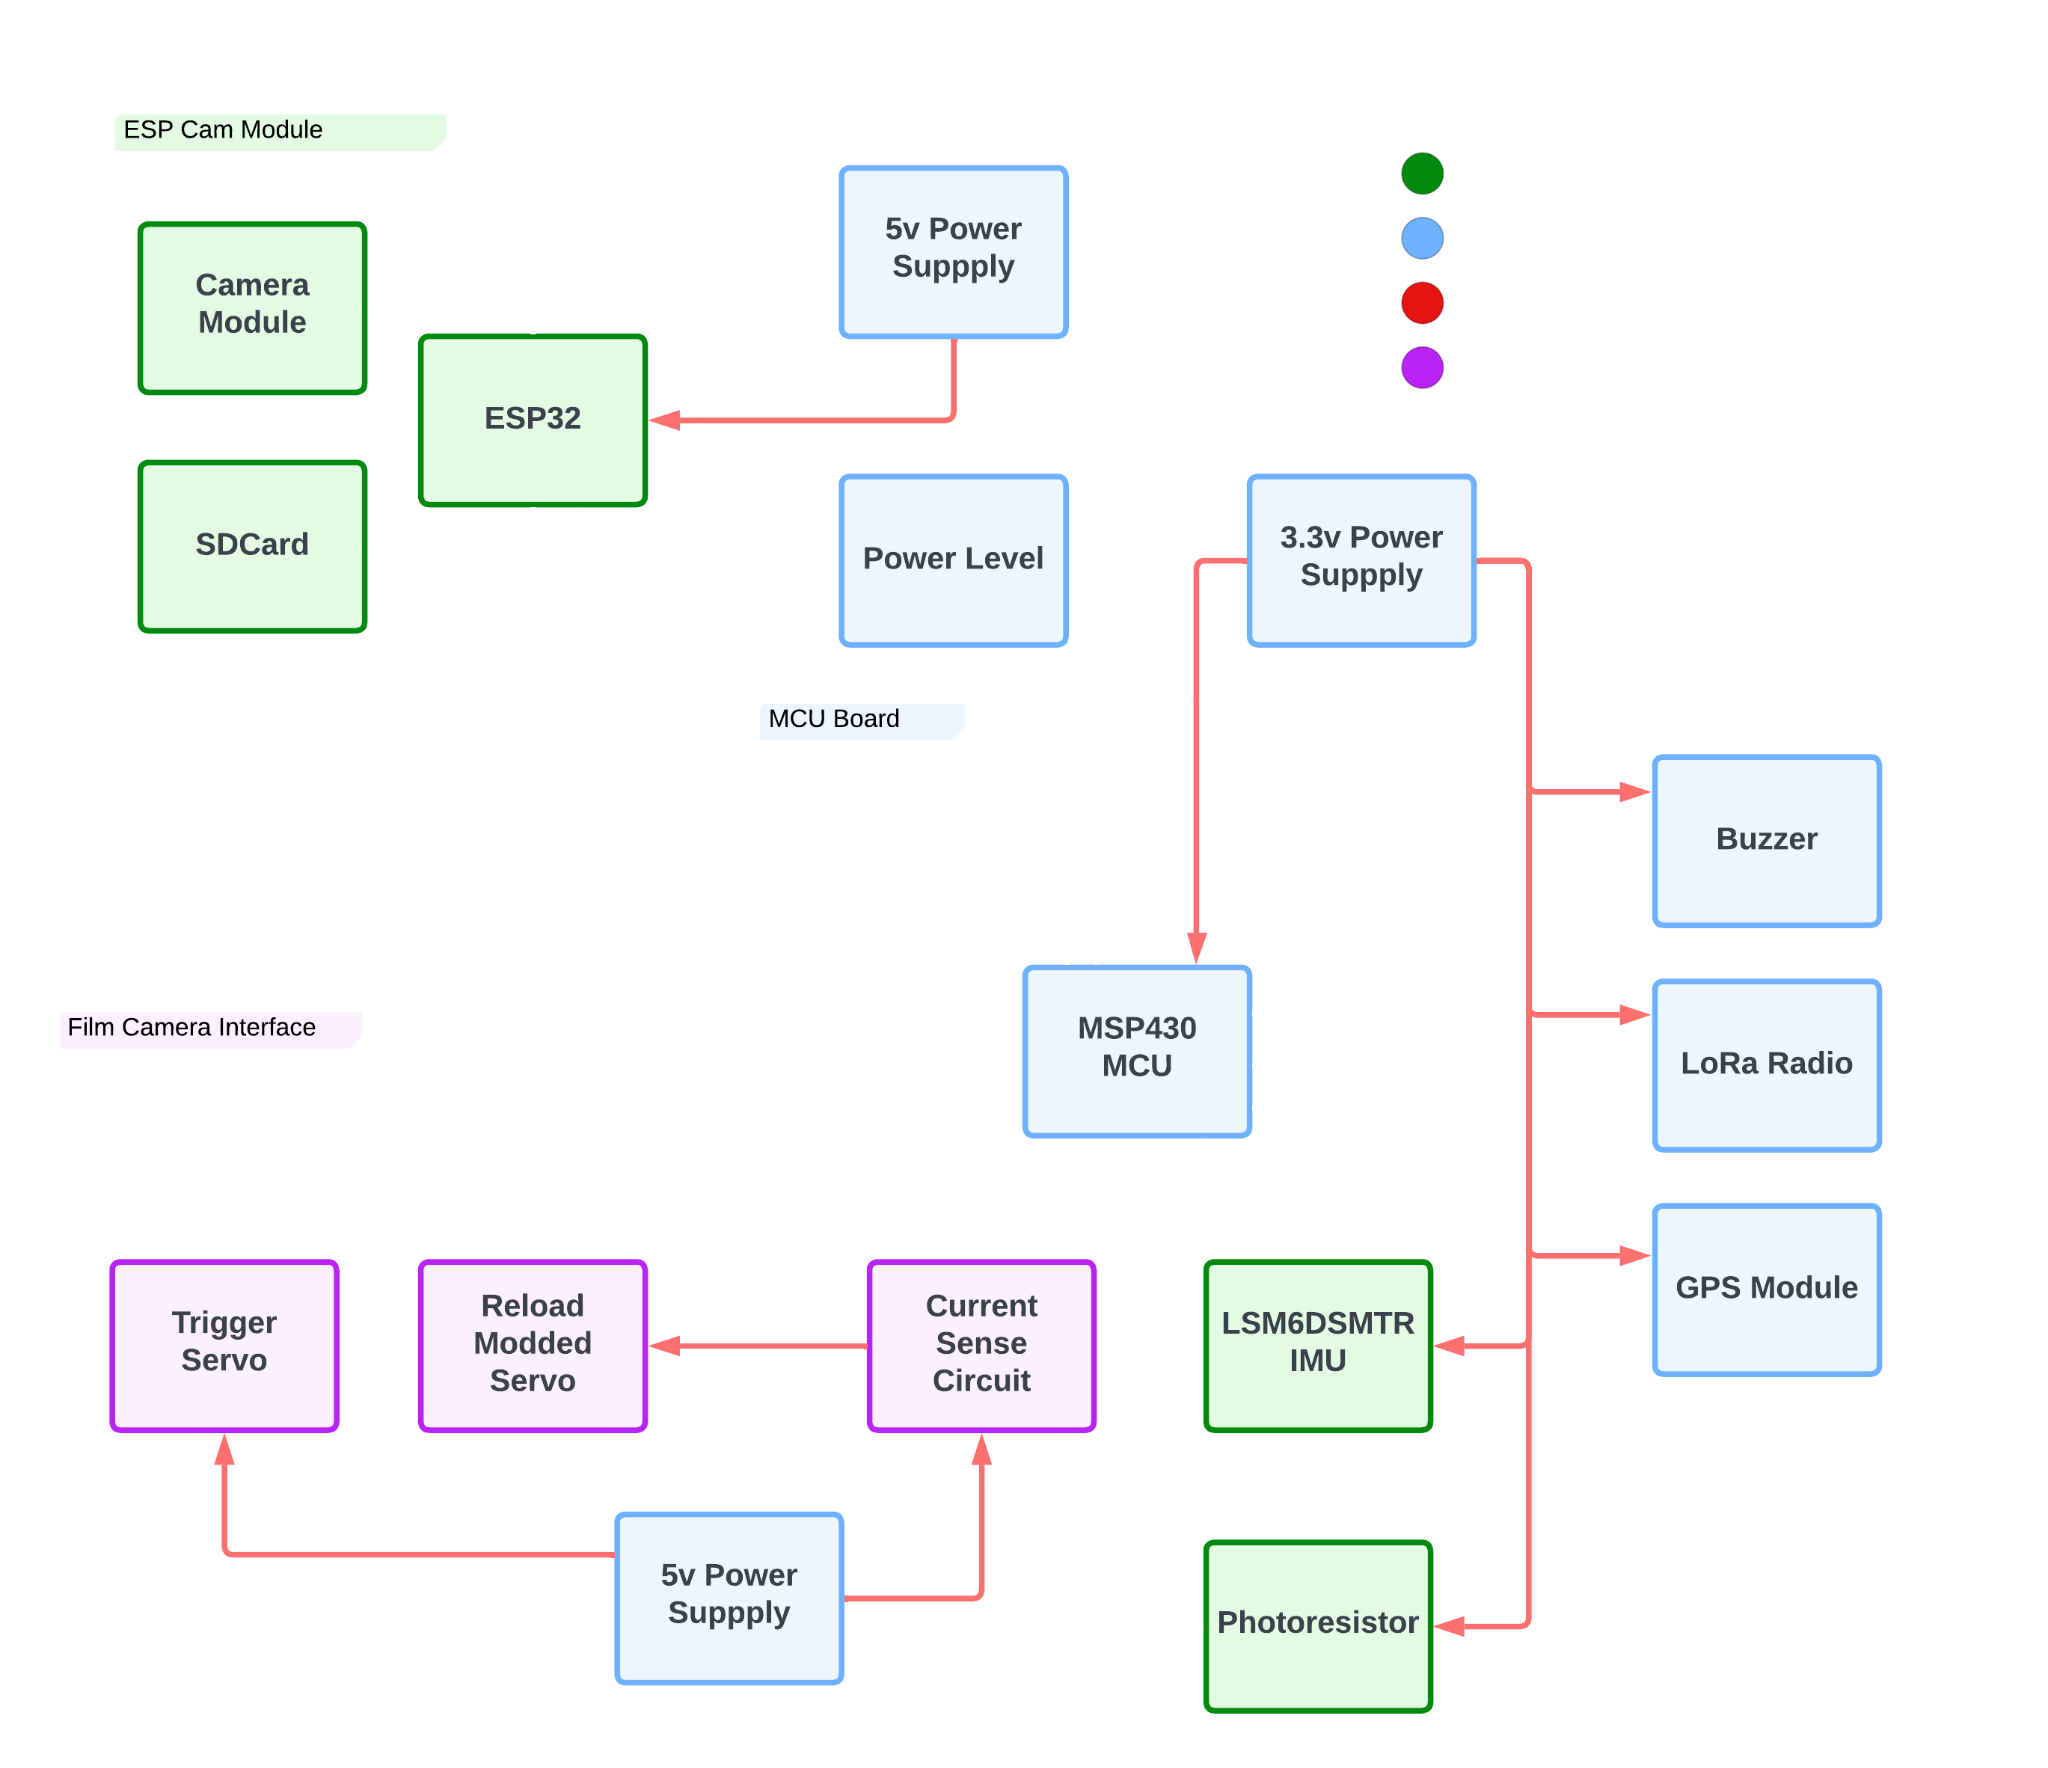 ESP Cam Module
5v Power
Suppply
Camera
Module
ESP32
SDCard
Power Level
3.3v Power
Suppply
MCU Board
Buzzer
MSP430
MCU
LoRa Radio
Film Camera Interface
GPS Module
Trigger
Servo
Reload
Modded
Servo
Current
Sense
Circuit
LSM6DSMTR
IMU
5v Power
Suppply
Photoresistor